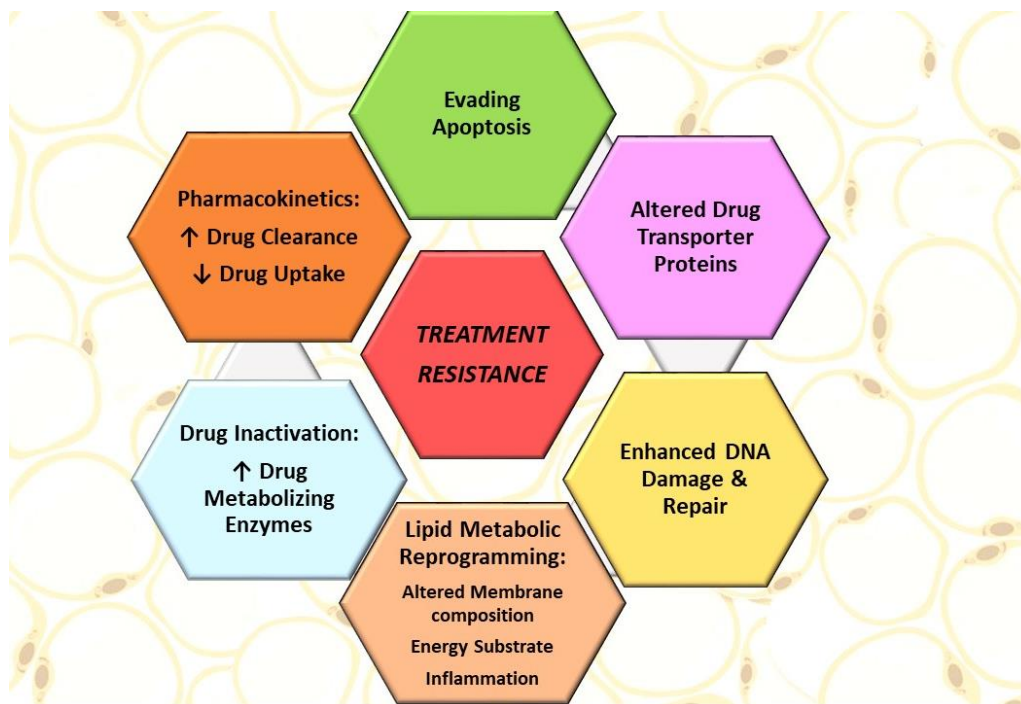 Evading
Apoptosis
Pharmacokinetics:
↑ Drug Clearance
↓ Drug Uptake
Altered Drug
Transporter
Proteins
TREATMENT
RESISTANCE
Drug Inactivation:
↑ Drug
Metabolizing
Enzymes
Enhanced DNA
Damage &
Repair
Lipid Metabolic
Reprogramming:
Altered Membrane
composition
Energy Substrate
Inflammation